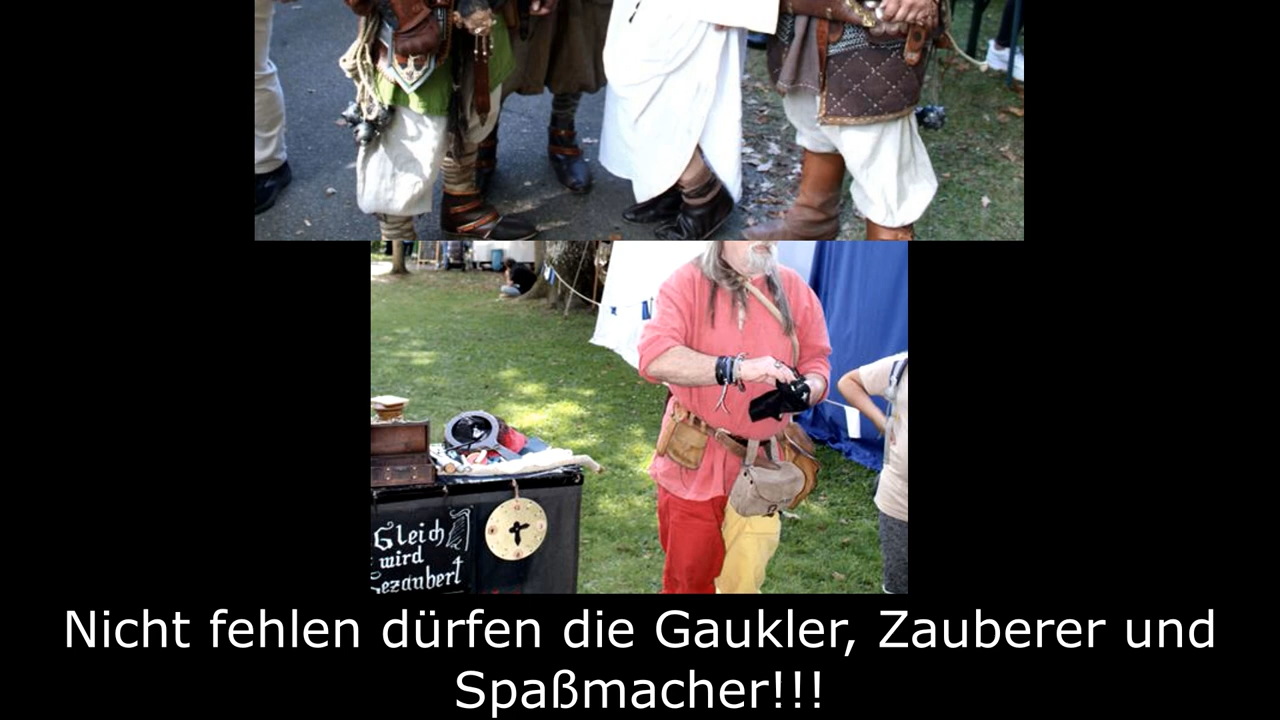 Gleich
wird
gezaubert
Nicht fehlen dürfen die Gaukler, Zauberer und
Spaßmacher!!!